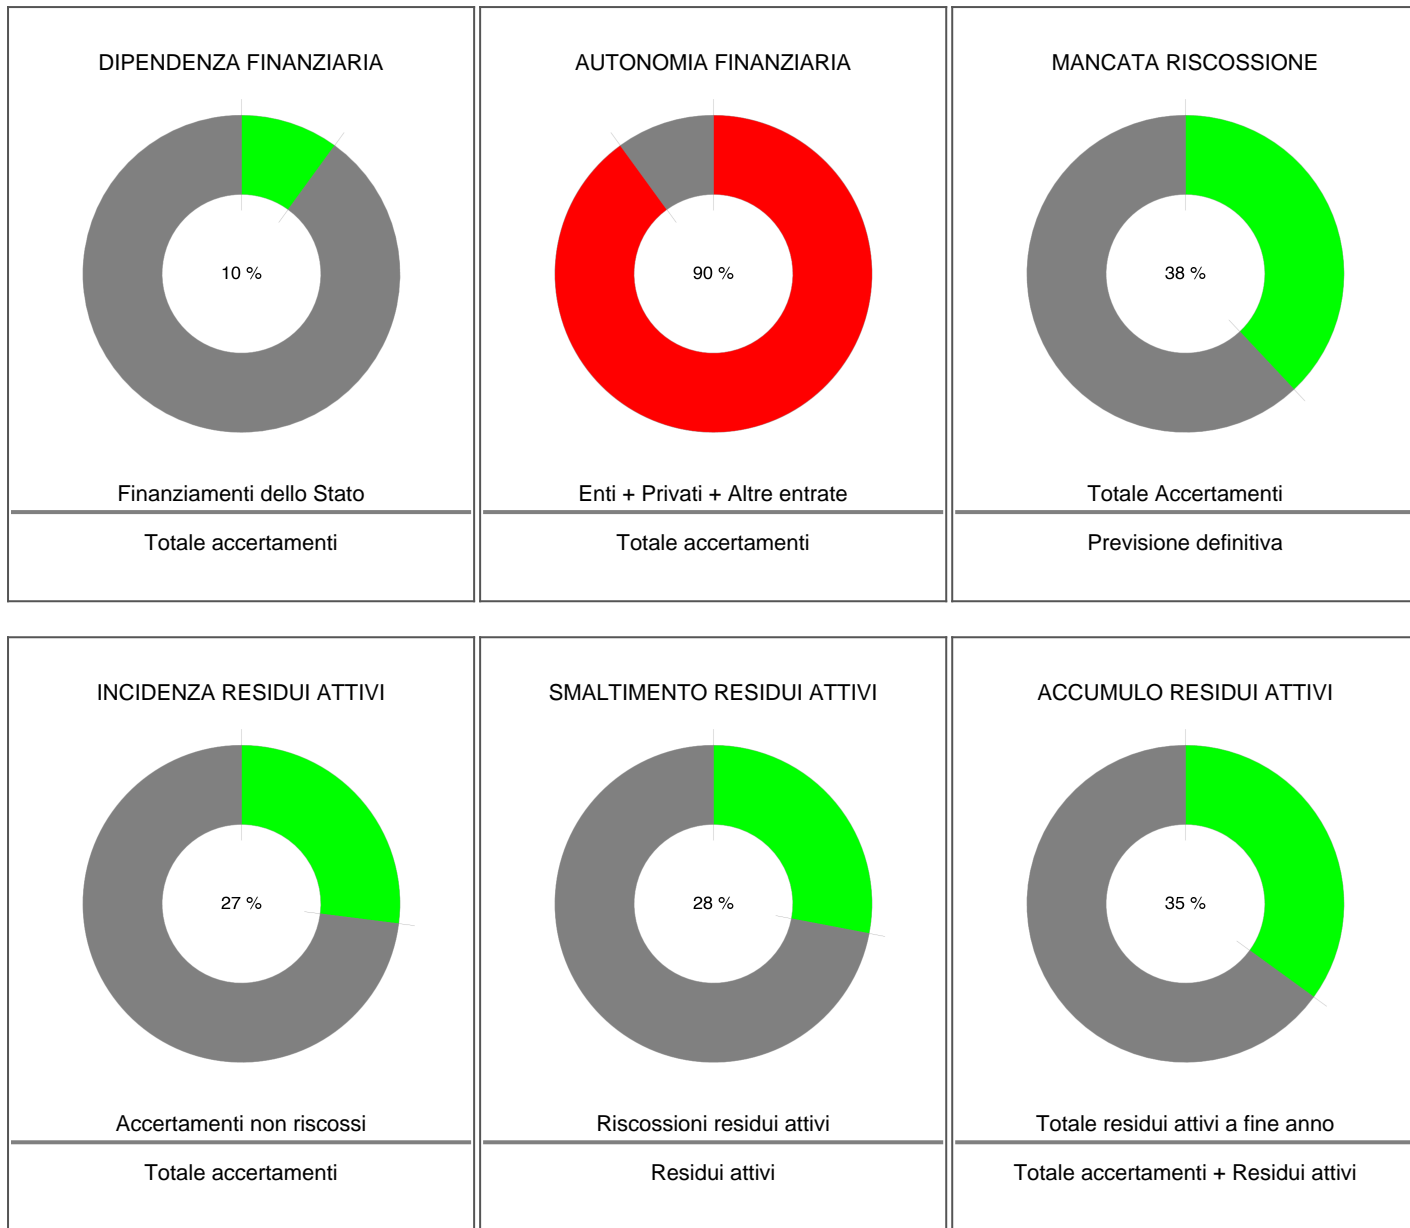 DIPENDENZA FINANZIARIA
10 %
Finanziamenti dello Stato
Totale accertamenti
AUTONOMIA FINANZIARIA
90 %
Enti + Privati + Altre entrate
Totale accertamenti
MANCATA RISCOSSIONE
38 %
Totale Accertamenti
Previsione definitiva
INCIDENZA RESIDUI ATTIVI
27 %
Accertamenti non riscossi
Totale accertamenti
SMALTIMENTO RESIDUI ATTIVI
28 %
Riscossioni residui attivi
Residui attivi
ACCUMULO RESIDUI ATTIVI
35 %
Totale residui attivi a fine anno
Totale accertamenti + Residui attivi